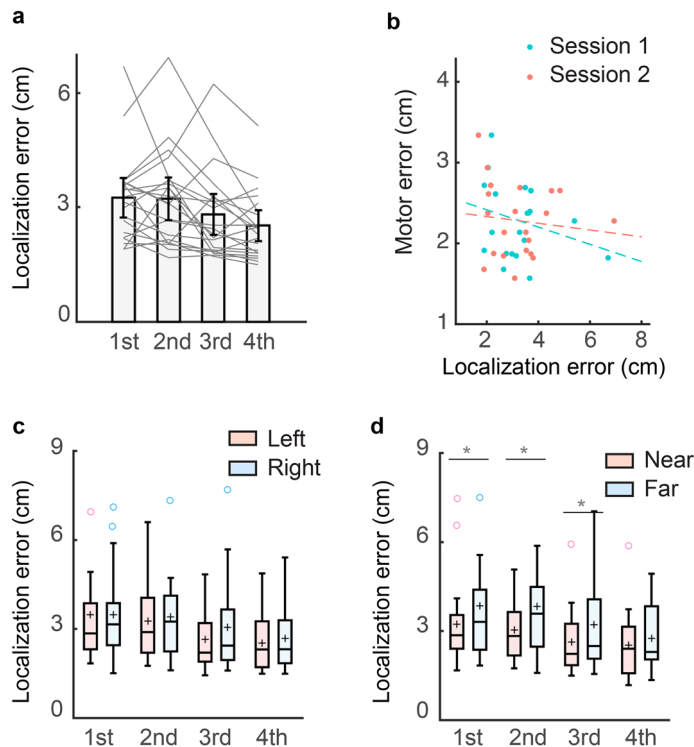 a
Localization error (cm)
6
3
0
1st 2nd 3rd 4th
b
Session 1
Session 2
Motor error (cm)
4
3
2
1
2 4 6 8
Localization error (cm)
c
Left
Right
Localization error (cm)
9
6
3
0
1st 2nd 3rd 4th
d
Near
Far
* * *
Localization error (cm)
9
6
3
0
1st 2nd 3rd 4th